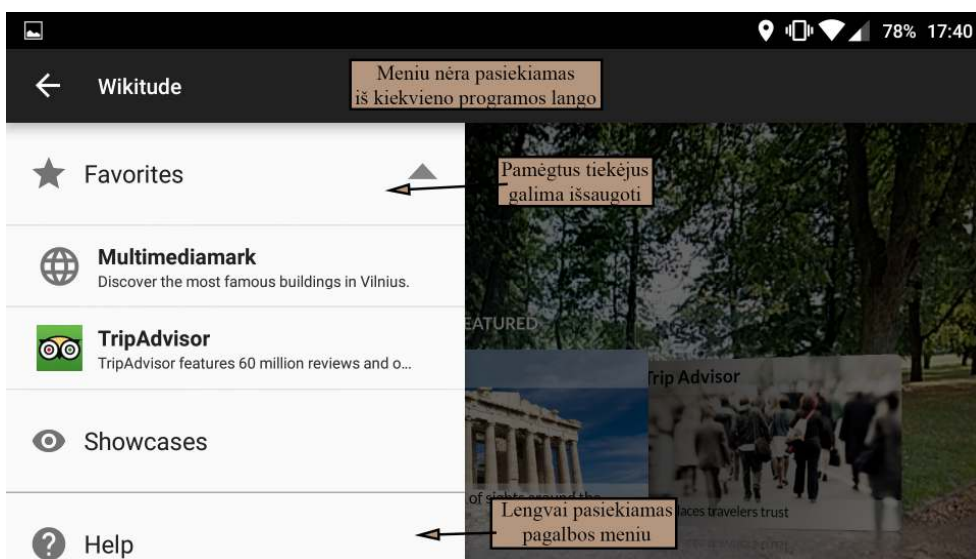 78% 17:40
Wikitude
Meniu nėra pasiekiamas
iš kiekvieno programos lango
Favorites
Pamėgtus tiekėjus
galima išsaugoti
Multimediamark
Discover the most famous buildings in Vilnius.
EATURED
TripAdvisor
TripAdvisor features 60 million reviews and o...
Trip Advisor
Showcases
of sights around the
Lengvai pasiekiamas
pagalbos meniu
laces travelers trust
Help